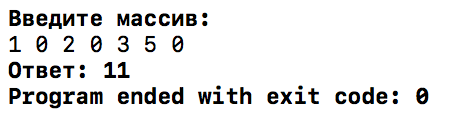 Введите массив:
1 0 2 0 3 5 0
Ответ: 11
Program ended with exit code: 0